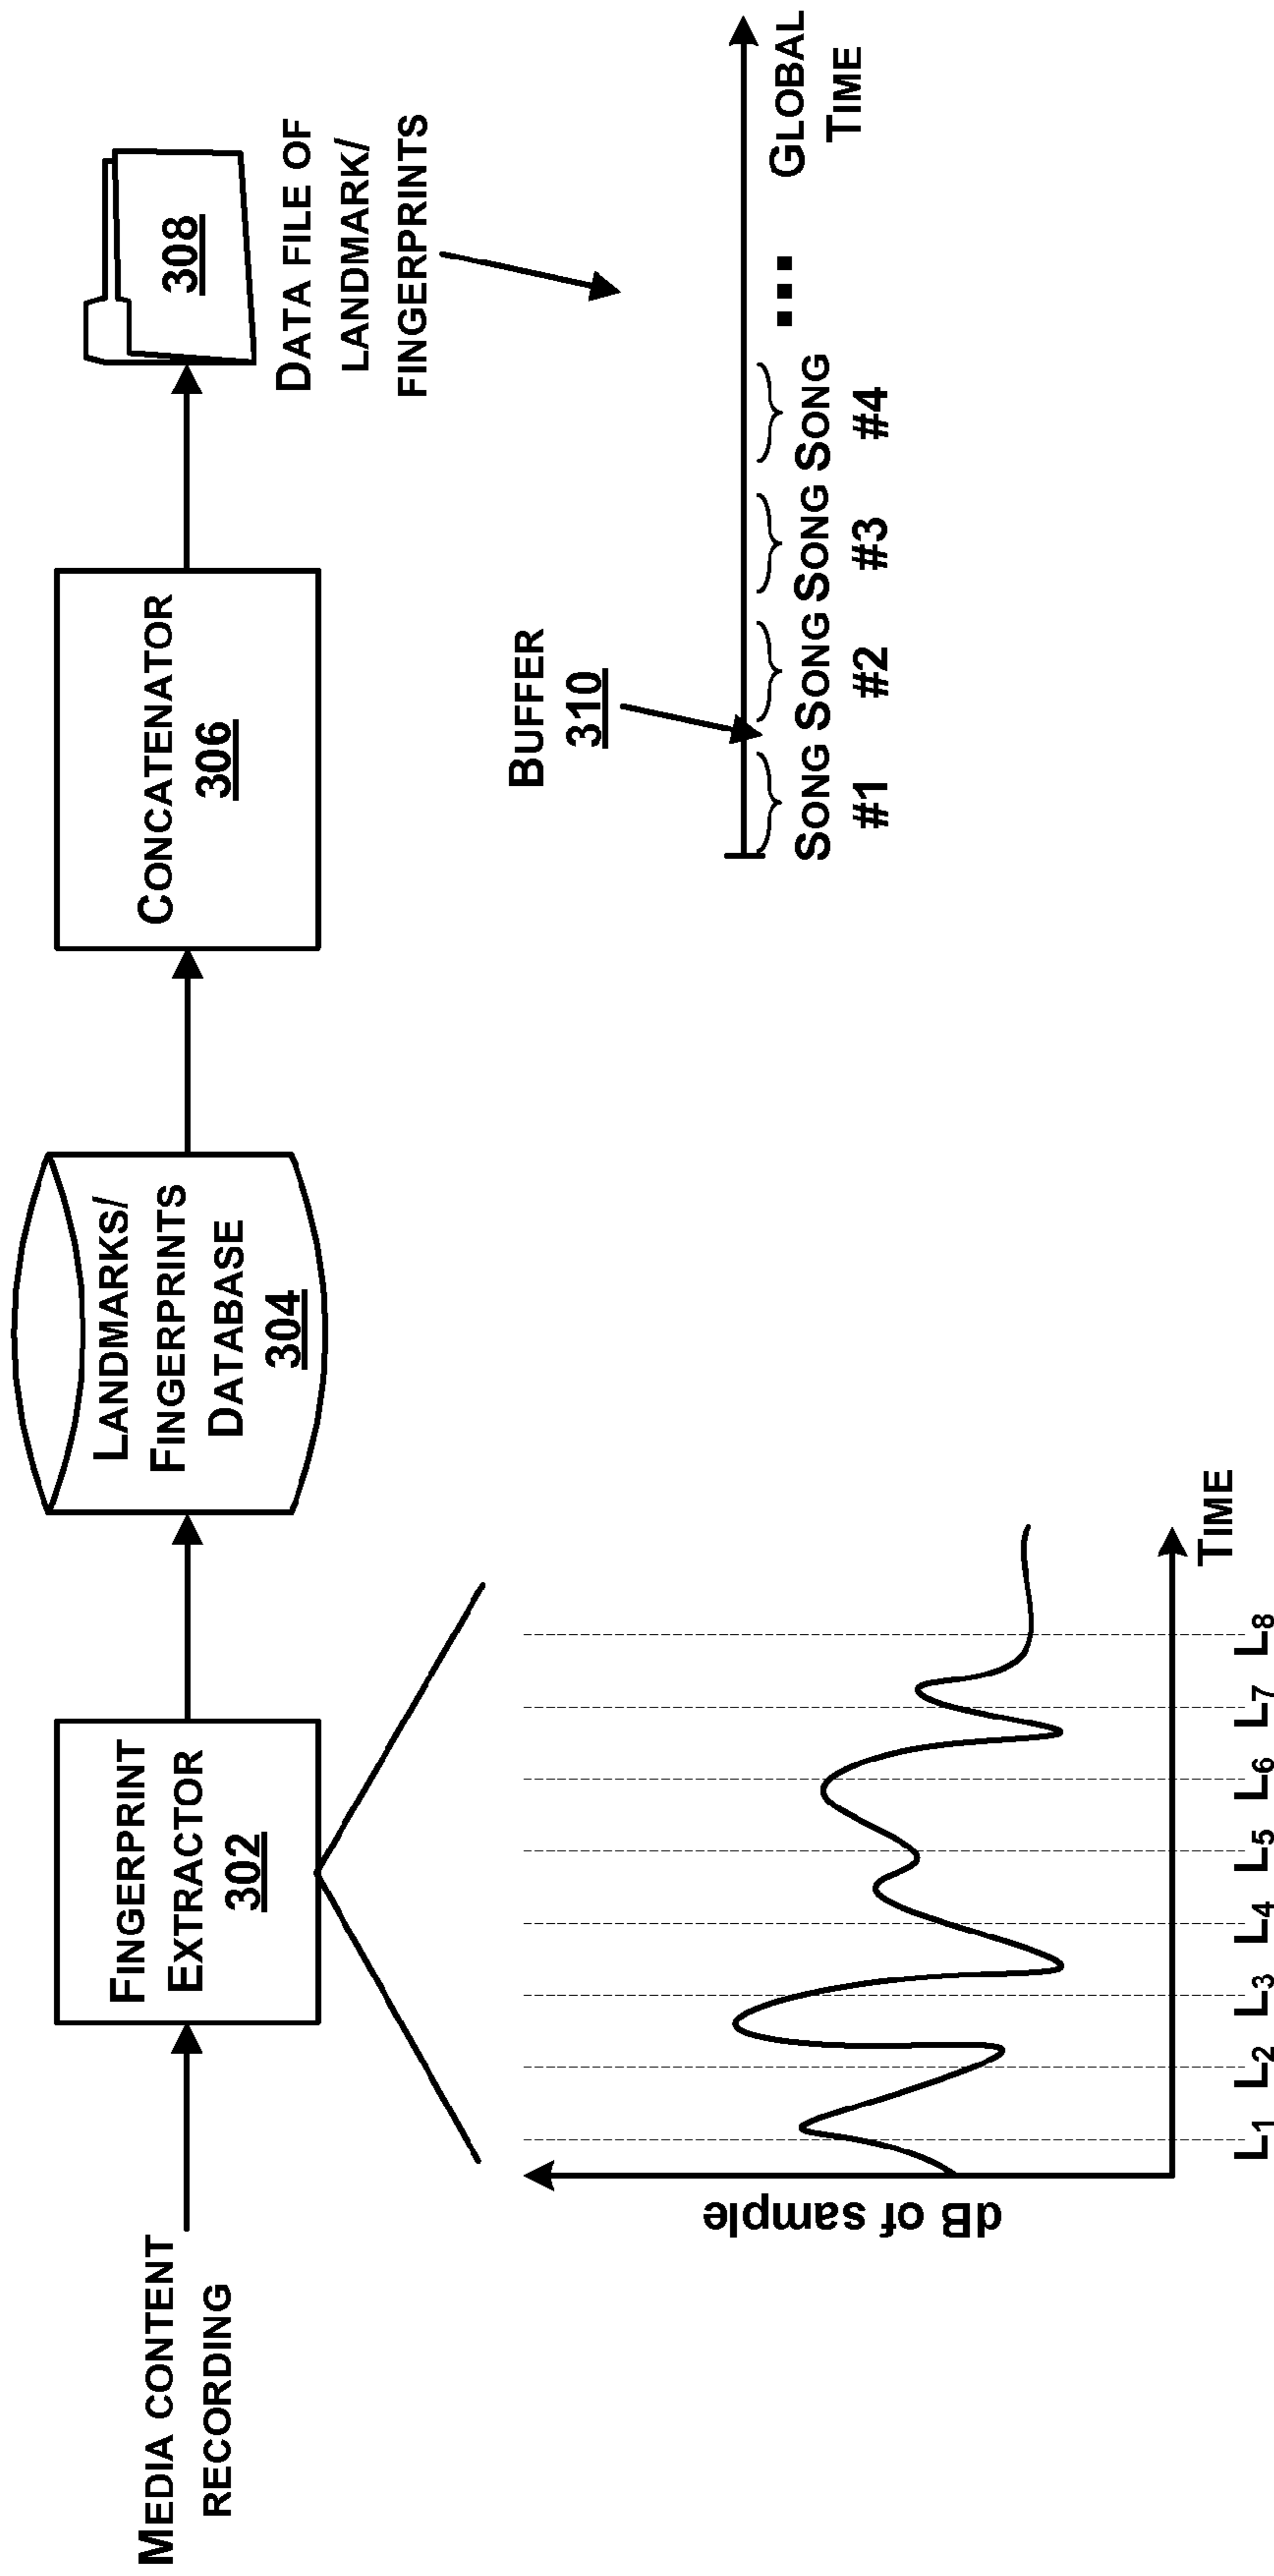 MEDIA CONTENT
RECORDING
FINGERPRINT
EXTRACTOR
302
LANDMARKS/
FINGERPRINTS
DATABASE
304
CONCATENATOR
306
308
DATA FILE OF
LANDMARK/
FINGERPRINTS
dB of sample
L1 L2 L3 L4 L5 L6 L7 L8
TIME
BUFFER
310
SONG SONG SONG SONG
#1 #2 #3 #4
...
GLOBAL
TIME